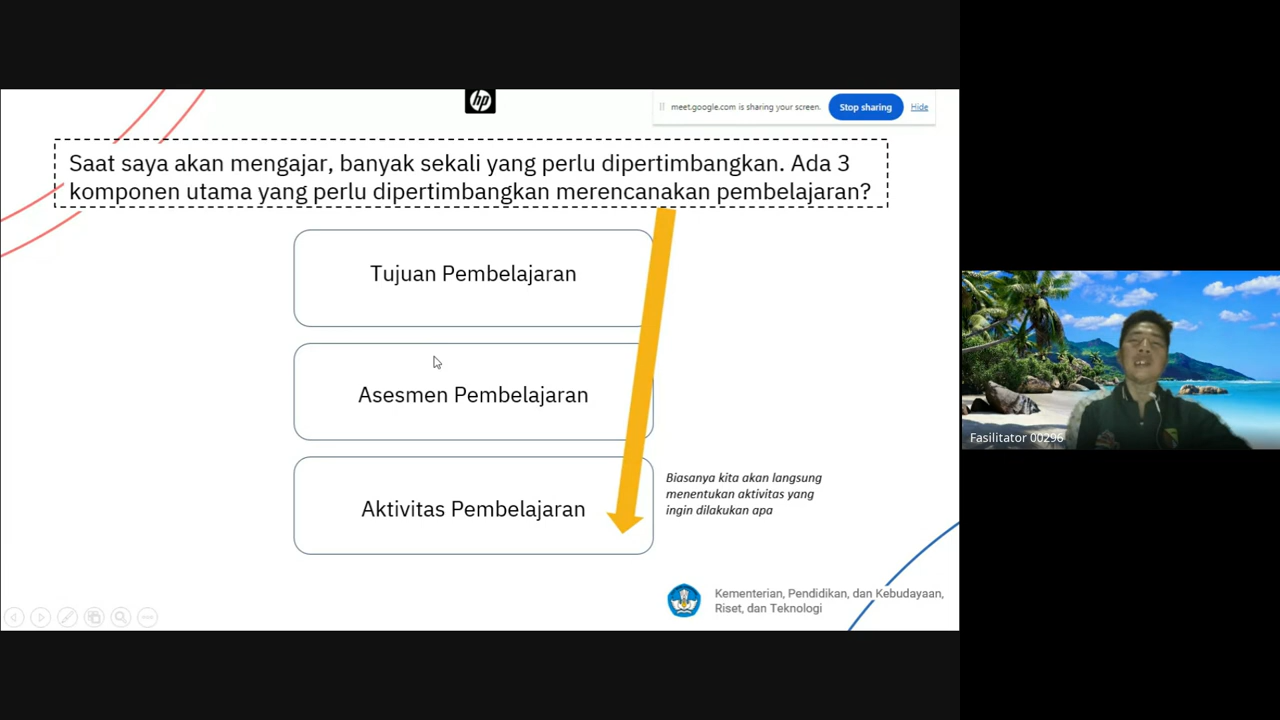 hp
meet.google.com is sharing your screen.
Stop sharing
Hide
Saat saya akan mengajar, banyak sekali yang perlu dipertimbangkan. Ada 3
komponen utama yang perlu dipertimbangkan merencanakan pembelajaran?
Tujuan Pembelajaran
Asesmen Pembelajaran
Aktivitas Pembelajaran
Biasanya kita akan langsung
menentukan aktivitas yang
ingin dilakukan apa
Kementerian, Pendidikan, dan Kebudayaan,
Riset, dan Teknologi
Fasilitator 00296